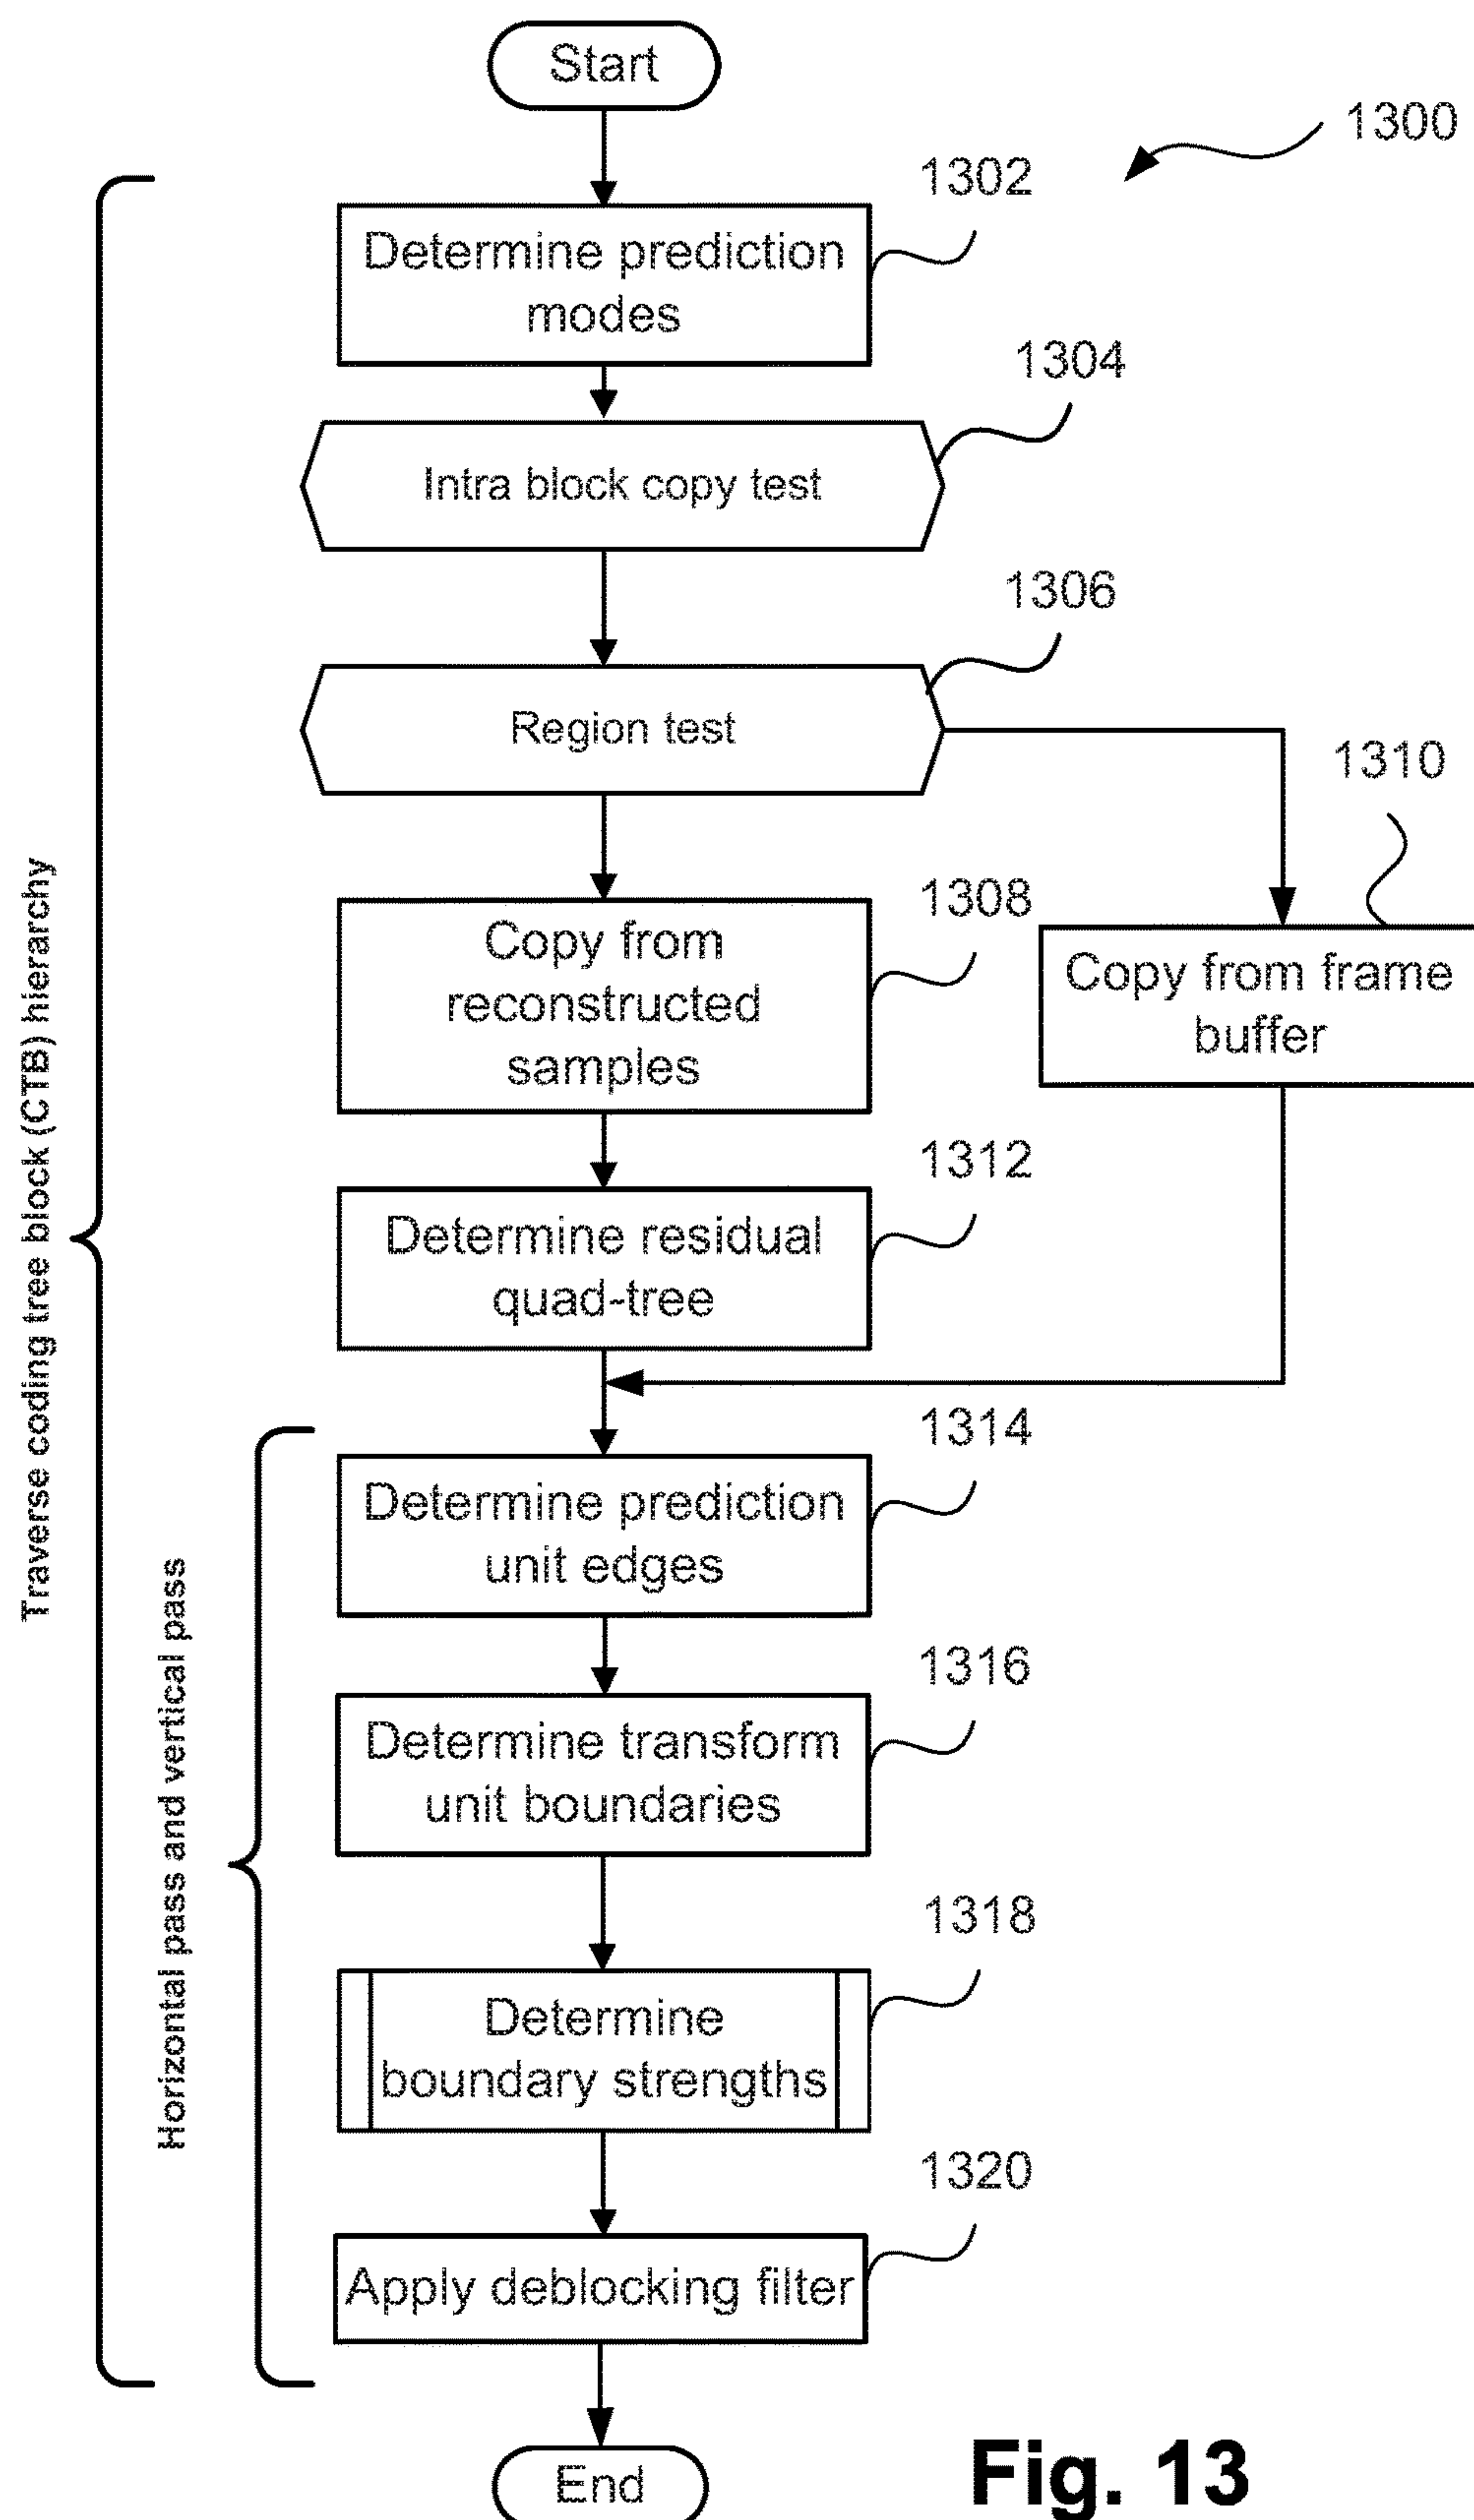 Start
1300
1302
Determine prediction
modes
1304
Intra block copy test
1306
Region test
1310
1308
Copy from
reconstructed
samples
Copy from frame
buffer
1312
Determine residual
quad-tree
1314
Determine prediction
unit edges
1316
Determine transform
unit boundaries
1318
Determine
boundary strengths
1320
Apply deblocking filter
End
Traverse coding tree block (CTB) hierarchy
Horizontal pass and vertical pass
Fig. 13